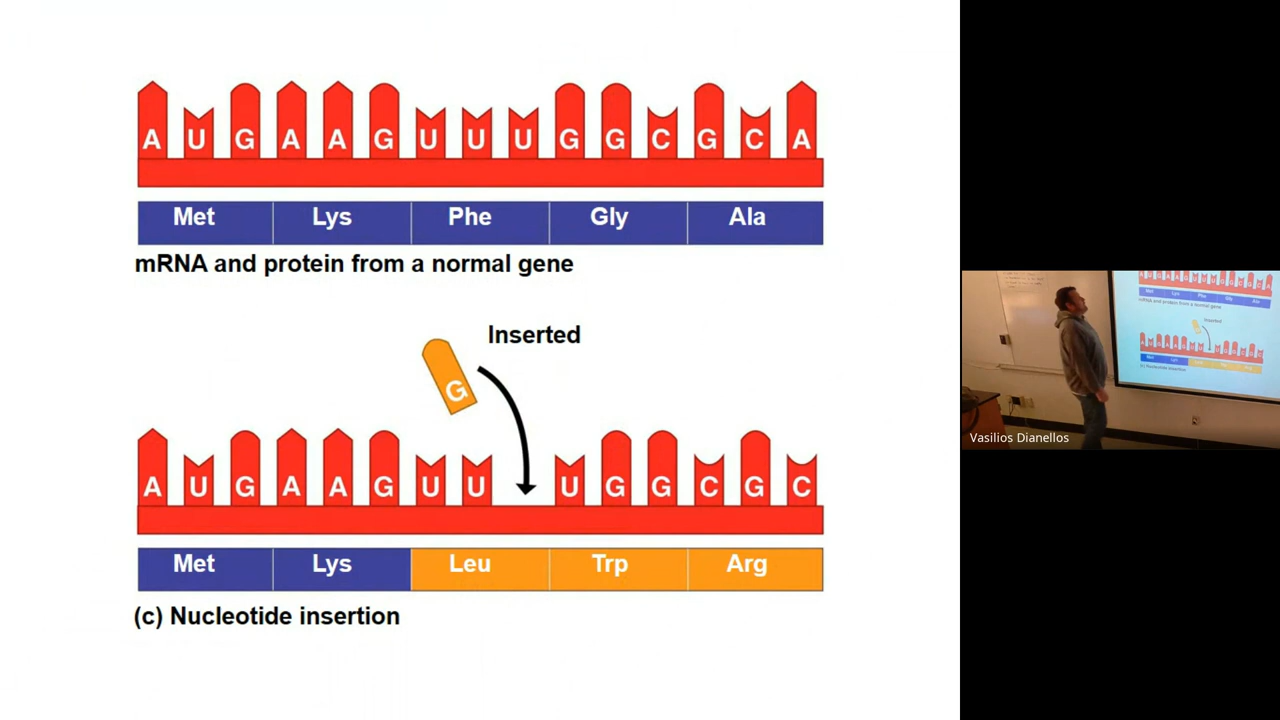 A U G A A G U U U G G C G C A
Met Lys Phe Gly Ala
mRNA and protein from a normal gene
Inserted
G
A U G A A G U U U G G C G C
Met Lys Leu Trp Arg
(c) Nucleotide insertion
Vasilios Dianellos